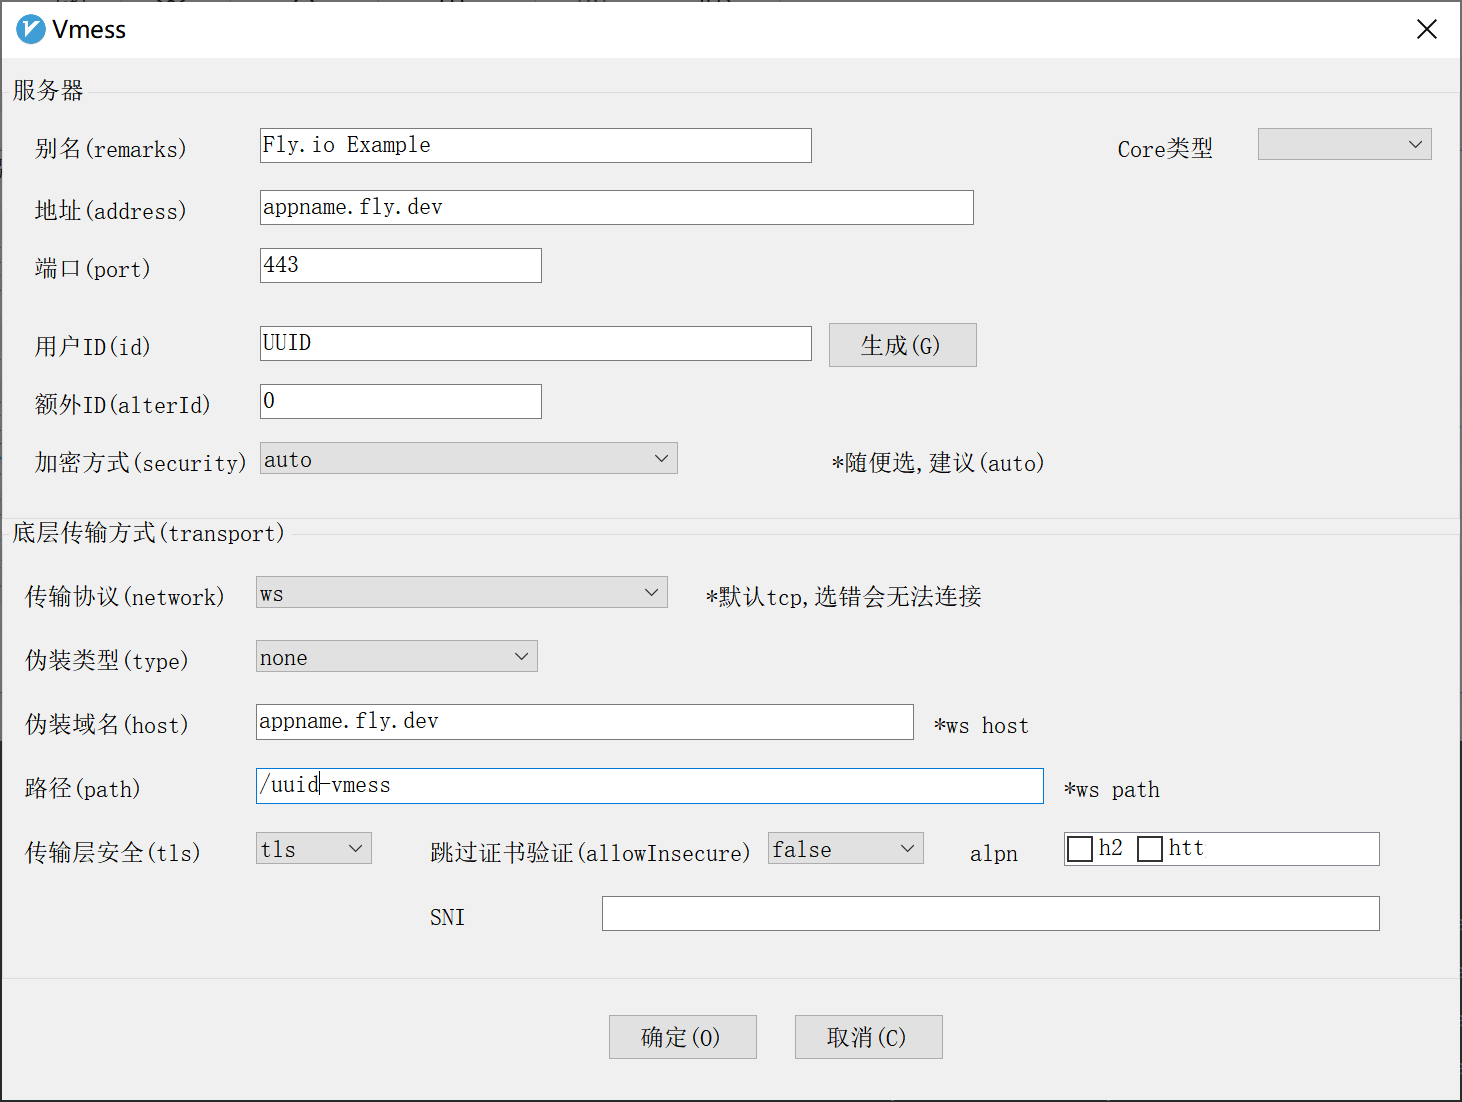 Vmess
服务器
别名(remarks) Fly.io Example Core类型
地址(address) appname.fly.dev
端口(port) 443
用户ID(id) UUID 生成(G)
额外ID(alterId) 0
加密方式(security) auto *随便选,建议(auto)
底层传输方式(transport)
传输协议(network) ws *默认tcp,选错会无法连接
伪装类型(type) none
伪装域名(host) appname.fly.dev *ws host
路径(path) /uuid-vmess *ws path
传输层安全(tls) tls 跳过证书验证(allowInsecure) false alpn h2 htt
SNI
确定(O) 取消(C)